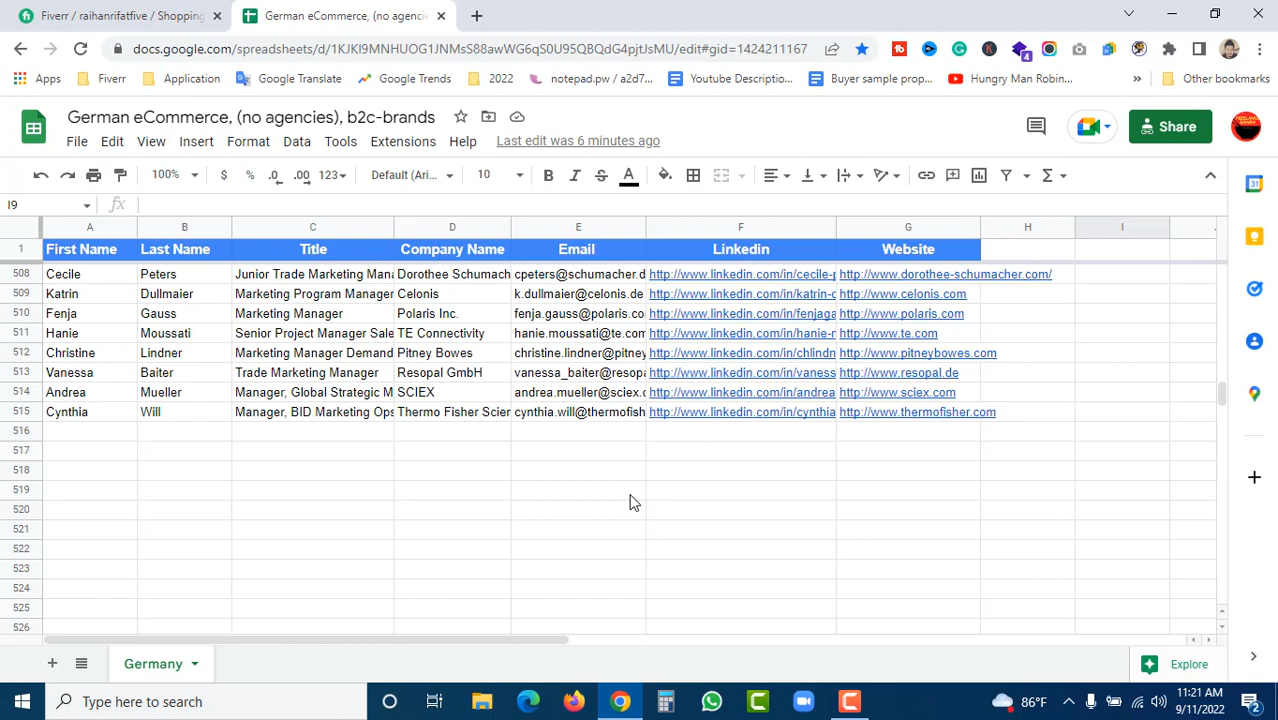 Fiverr / raihanrifatfive / Shopping
German eCommerce, (no agencie
docs.google.com/spreadsheets/d/1KJKI9MNHUOG1JNMsS88awWG6qS0U95QBQdG4pjtJsMU/edit#gid=1424211167
4
Apps
Fiverr
Application
Google Translate
Google Trends
2022
notepad.pw / a2d7...
Youtube Descriptio...
Buyer sample prop...
Hungry Man Robin...
»
Other bookmarks
German eCommerce, (no agencies), b2c-brands
File Edit View Insert Format Data Tools Extensions Help Last edit was 6 minutes ago
Share
100% $ % .0 .00 123 Default (Ari... 10 B I S A
31
I9 fx
A B C D E F G H I
1 First Name Last Name Title Company Name Email Linkedin Website
508 Cecile Peters Junior Trade Marketing Mana Dorothee Schumach cpeters@schumacher.d http://www.linkedin.com/in/cecile-p http://www.dorothee-schumacher.com/
509 Katrin Dullmaier Marketing Program Manager Celonis k.dullmaier@celonis.de http://www.linkedin.com/in/katrin-d http://www.celonis.com
510 Fenja Gauss Marketing Manager Polaris Inc. fenja.gauss@polaris.co http://www.linkedin.com/in/fenjaga http://www.polaris.com
511 Hanie Moussati Senior Project Manager Sale TE Connectivity hanie.moussati@te.com http://www.linkedin.com/in/hanie-m http://www.te.com
512 Christine Lindner Marketing Manager Demand Pitney Bowes christine.lindner@pitney http://www.linkedin.com/in/chlindn http://www.pitneybowes.com
513 Vanessa Baiter Trade Marketing Manager Resopal GmbH vanessa_baiter@resopa http://www.linkedin.com/in/vaness http://www.resopal.de
514 Andrea Mueller Manager, Global Strategic M SCIEX andrea.mueller@sciex.c http://www.linkedin.com/in/andrea http://www.sciex.com
515 Cynthia Will Manager, BID Marketing Ops Thermo Fisher Scien cynthia.will@thermofish http://www.linkedin.com/in/cynthia http://www.thermofisher.com
516
517
518
519
520
521
522
523
524
525
526
Germany
Explore
Type here to search
86°F
11:21 AM
9/11/2022
2